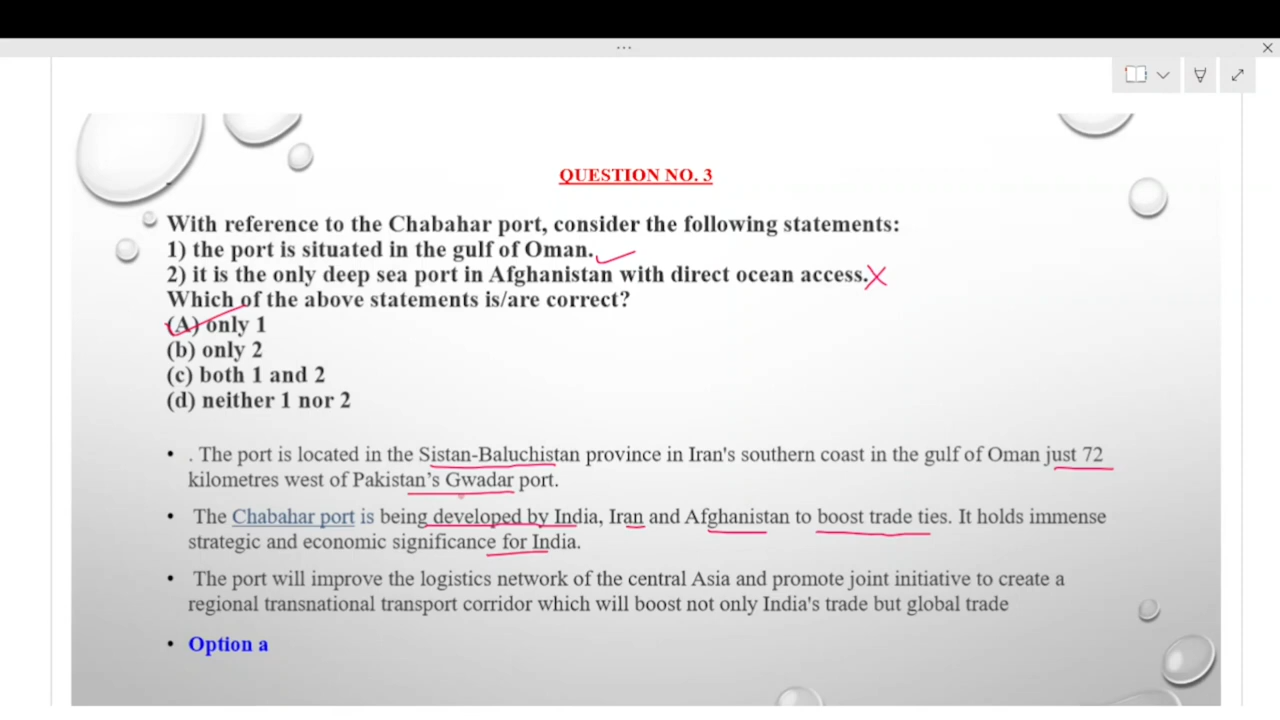 QUESTION NO. 3
With reference to the Chabahar port, consider the following statements:
1) the port is situated in the gulf of Oman.
2) it is the only deep sea port in Afghanistan with direct ocean access.
Which of the above statements is/are correct?
(A) only 1
(b) only 2
(c) both 1 and 2
(d) neither 1 nor 2
• . The port is located in the Sistan-Baluchistan province in Iran's southern coast in the gulf of Oman just 72
kilometres west of Pakistan’s Gwadar port.
• The Chabahar port is being developed by India, Iran and Afghanistan to boost trade ties. It holds immense
strategic and economic significance for India.
• The port will improve the logistics network of the central Asia and promote joint initiative to create a
regional transnational transport corridor which will boost not only India's trade but global trade
• Option a